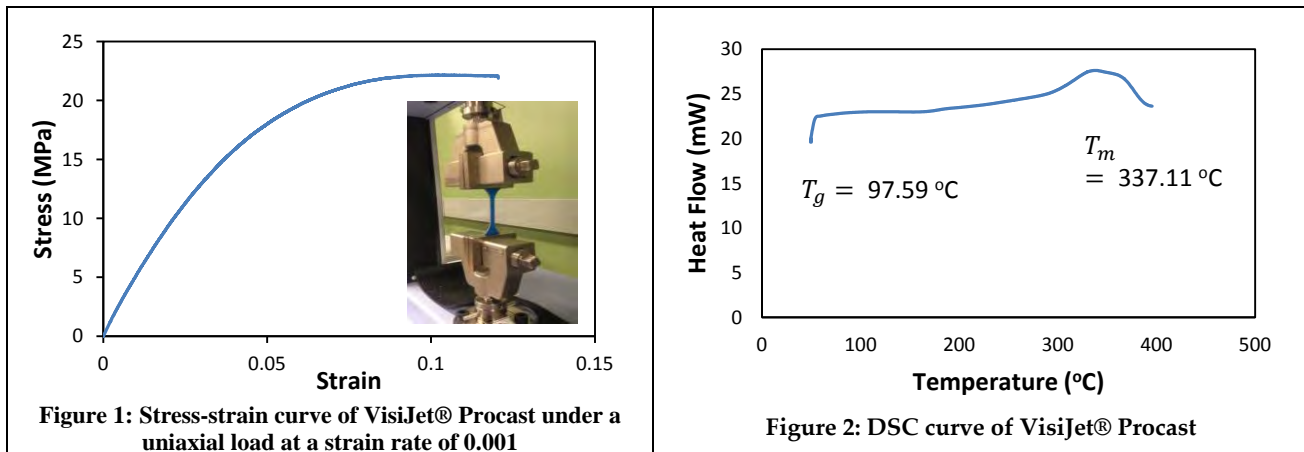 25
20
15
10
5
0
Stress (MPa)
0
0.05
0.1
0.15
Strain
Figure 1: Stress-strain curve of VisiJet® Procast under a
uniaxial load at a strain rate of 0.001
30
25
20
15
10
5
0
Heat Flow (mW)
T_g = 97.59 °C
T_m
= 337.11 °C
0
100
200
300
400
500
Temperature (°C)
Figure 2: DSC curve of VisiJet® Procast